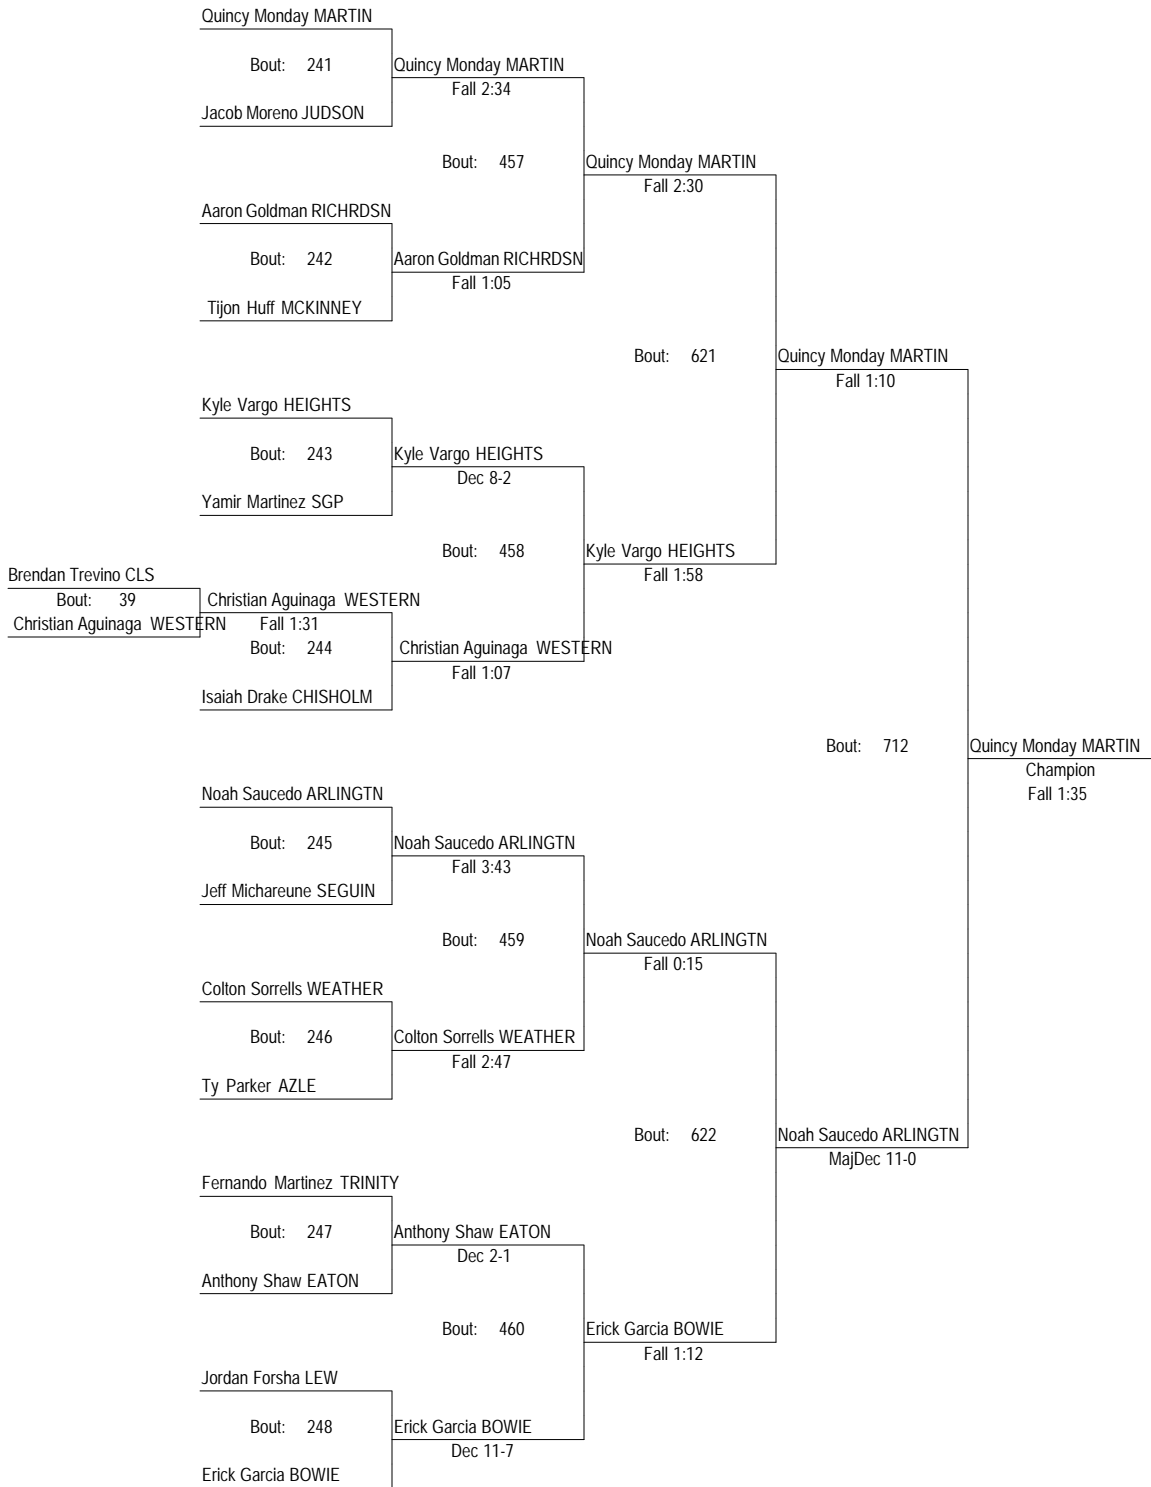 Quincy Monday MARTIN
Bout: 241
Quincy Monday MARTIN
Fall 2:34
Jacob Moreno JUDSON
Bout: 457
Quincy Monday MARTIN
Fall 2:30
Aaron Goldman RICHRDSN
Bout: 242
Aaron Goldman RICHRDSN
Fall 1:05
Tijon Huff MCKINNEY
Bout: 621
Quincy Monday MARTIN
Fall 1:10
Kyle Vargo HEIGHTS
Bout: 243
Kyle Vargo HEIGHTS
Dec 8-2
Yamir Martinez SGP
Bout: 458
Kyle Vargo HEIGHTS
Fall 1:58
Brendan Trevino CLS
Bout: 39
Christian Aguinaga WESTERN
Christian Aguinaga WESTERN
Fall 1:31
Bout: 244
Christian Aguinaga WESTERN
Fall 1:07
Isaiah Drake CHISHOLM
Bout: 712
Quincy Monday MARTIN
Champion
Fall 1:35
Noah Saucedo ARLINGTN
Bout: 245
Noah Saucedo ARLINGTN
Fall 3:43
Jeff Michareune SEGUIN
Bout: 459
Noah Saucedo ARLINGTN
Fall 0:15
Colton Sorrells WEATHER
Bout: 246
Colton Sorrells WEATHER
Fall 2:47
Ty Parker AZLE
Bout: 622
Noah Saucedo ARLINGTN
MajDec 11-0
Fernando Martinez TRINITY
Bout: 247
Anthony Shaw EATON
Dec 2-1
Anthony Shaw EATON
Bout: 460
Erick Garcia BOWIE
Fall 1:12
Jordan Forsha LEW
Bout: 248
Erick Garcia BOWIE
Dec 11-7
Erick Garcia BOWIE